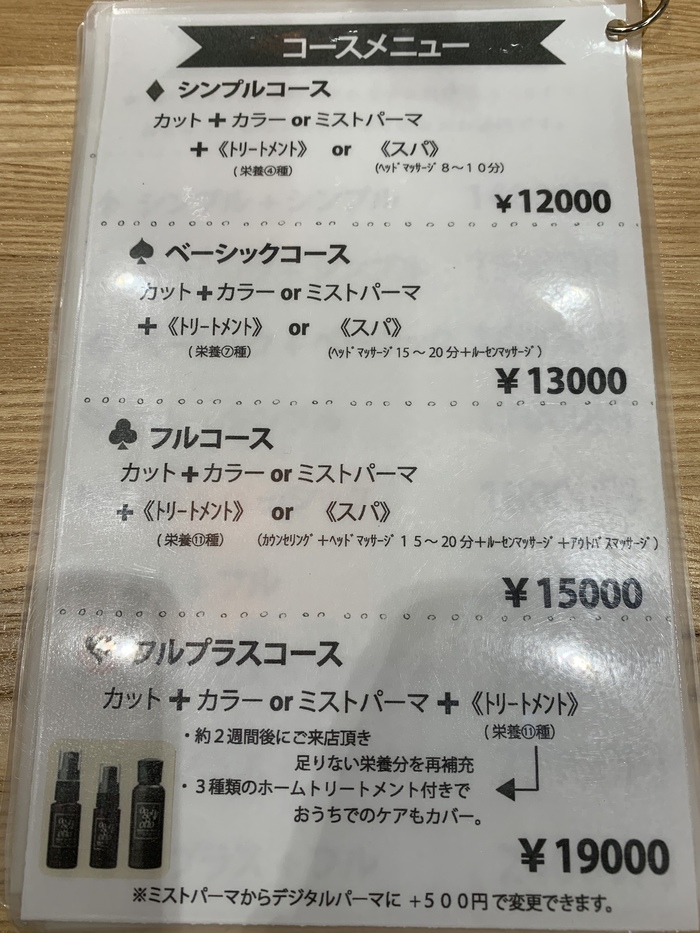 コースメニュー
♦ シンプルコース
カット+カラー or ミストパーマ
+《トリートメント》 or 《スパ》
(栄養④種) (ﾍｯﾄﾞﾏｯｻｰｼﾞ 8~10分)
¥12000
♠ ベーシックコース
カット+カラー or ミストパーマ
+《トリートメント》 or 《スパ》
(栄養⑦種) (ﾍｯﾄﾞﾏｯｻｰｼﾞ 15~20分+ﾙｰｾﾝﾏｯｻｰｼﾞ)
¥13000
♣ フルコース
カット+カラー or ミストパーマ
+《トリートメント》 or 《スパ》
(栄養⑪種) (ｶｳﾝｾﾘﾝｸﾞ+ﾍｯﾄﾞﾏｯｻｰｼﾞ 15~20分+ﾙｰｾﾝﾏｯｻｰｼﾞ+ｱｳﾄﾊﾞｽﾏｯｻｰｼﾞ)
¥15000
フルプラスコース
カット+カラー or ミストパーマ+《トリートメント》
(栄養⑪種)
・約2週間後にご来店頂き
足りない栄養分を再補充
・3種類のホームトリートメント付きで
おうちでのケアもカバー。
¥19000
※ミストパーマからデジタルパーマに +500円で変更できます。